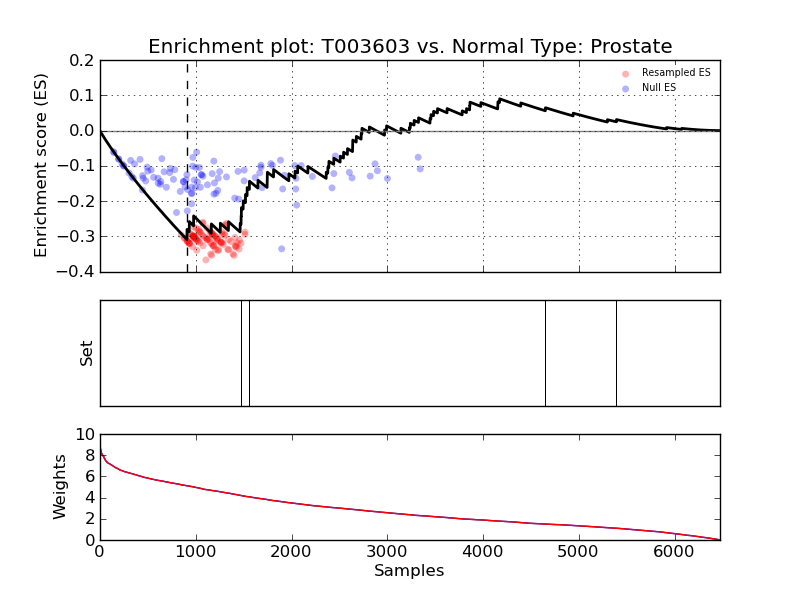 Enrichment plot: T003603 vs. Normal Type: Prostate
Enrichment score (ES)
0.2
0.1
0.0
−0.1
−0.2
−0.3
−0.4
Resampled ES
Null ES
Set
Weights
10
8
6
4
2
0
0 1000 2000 3000 4000 5000 6000
Samples